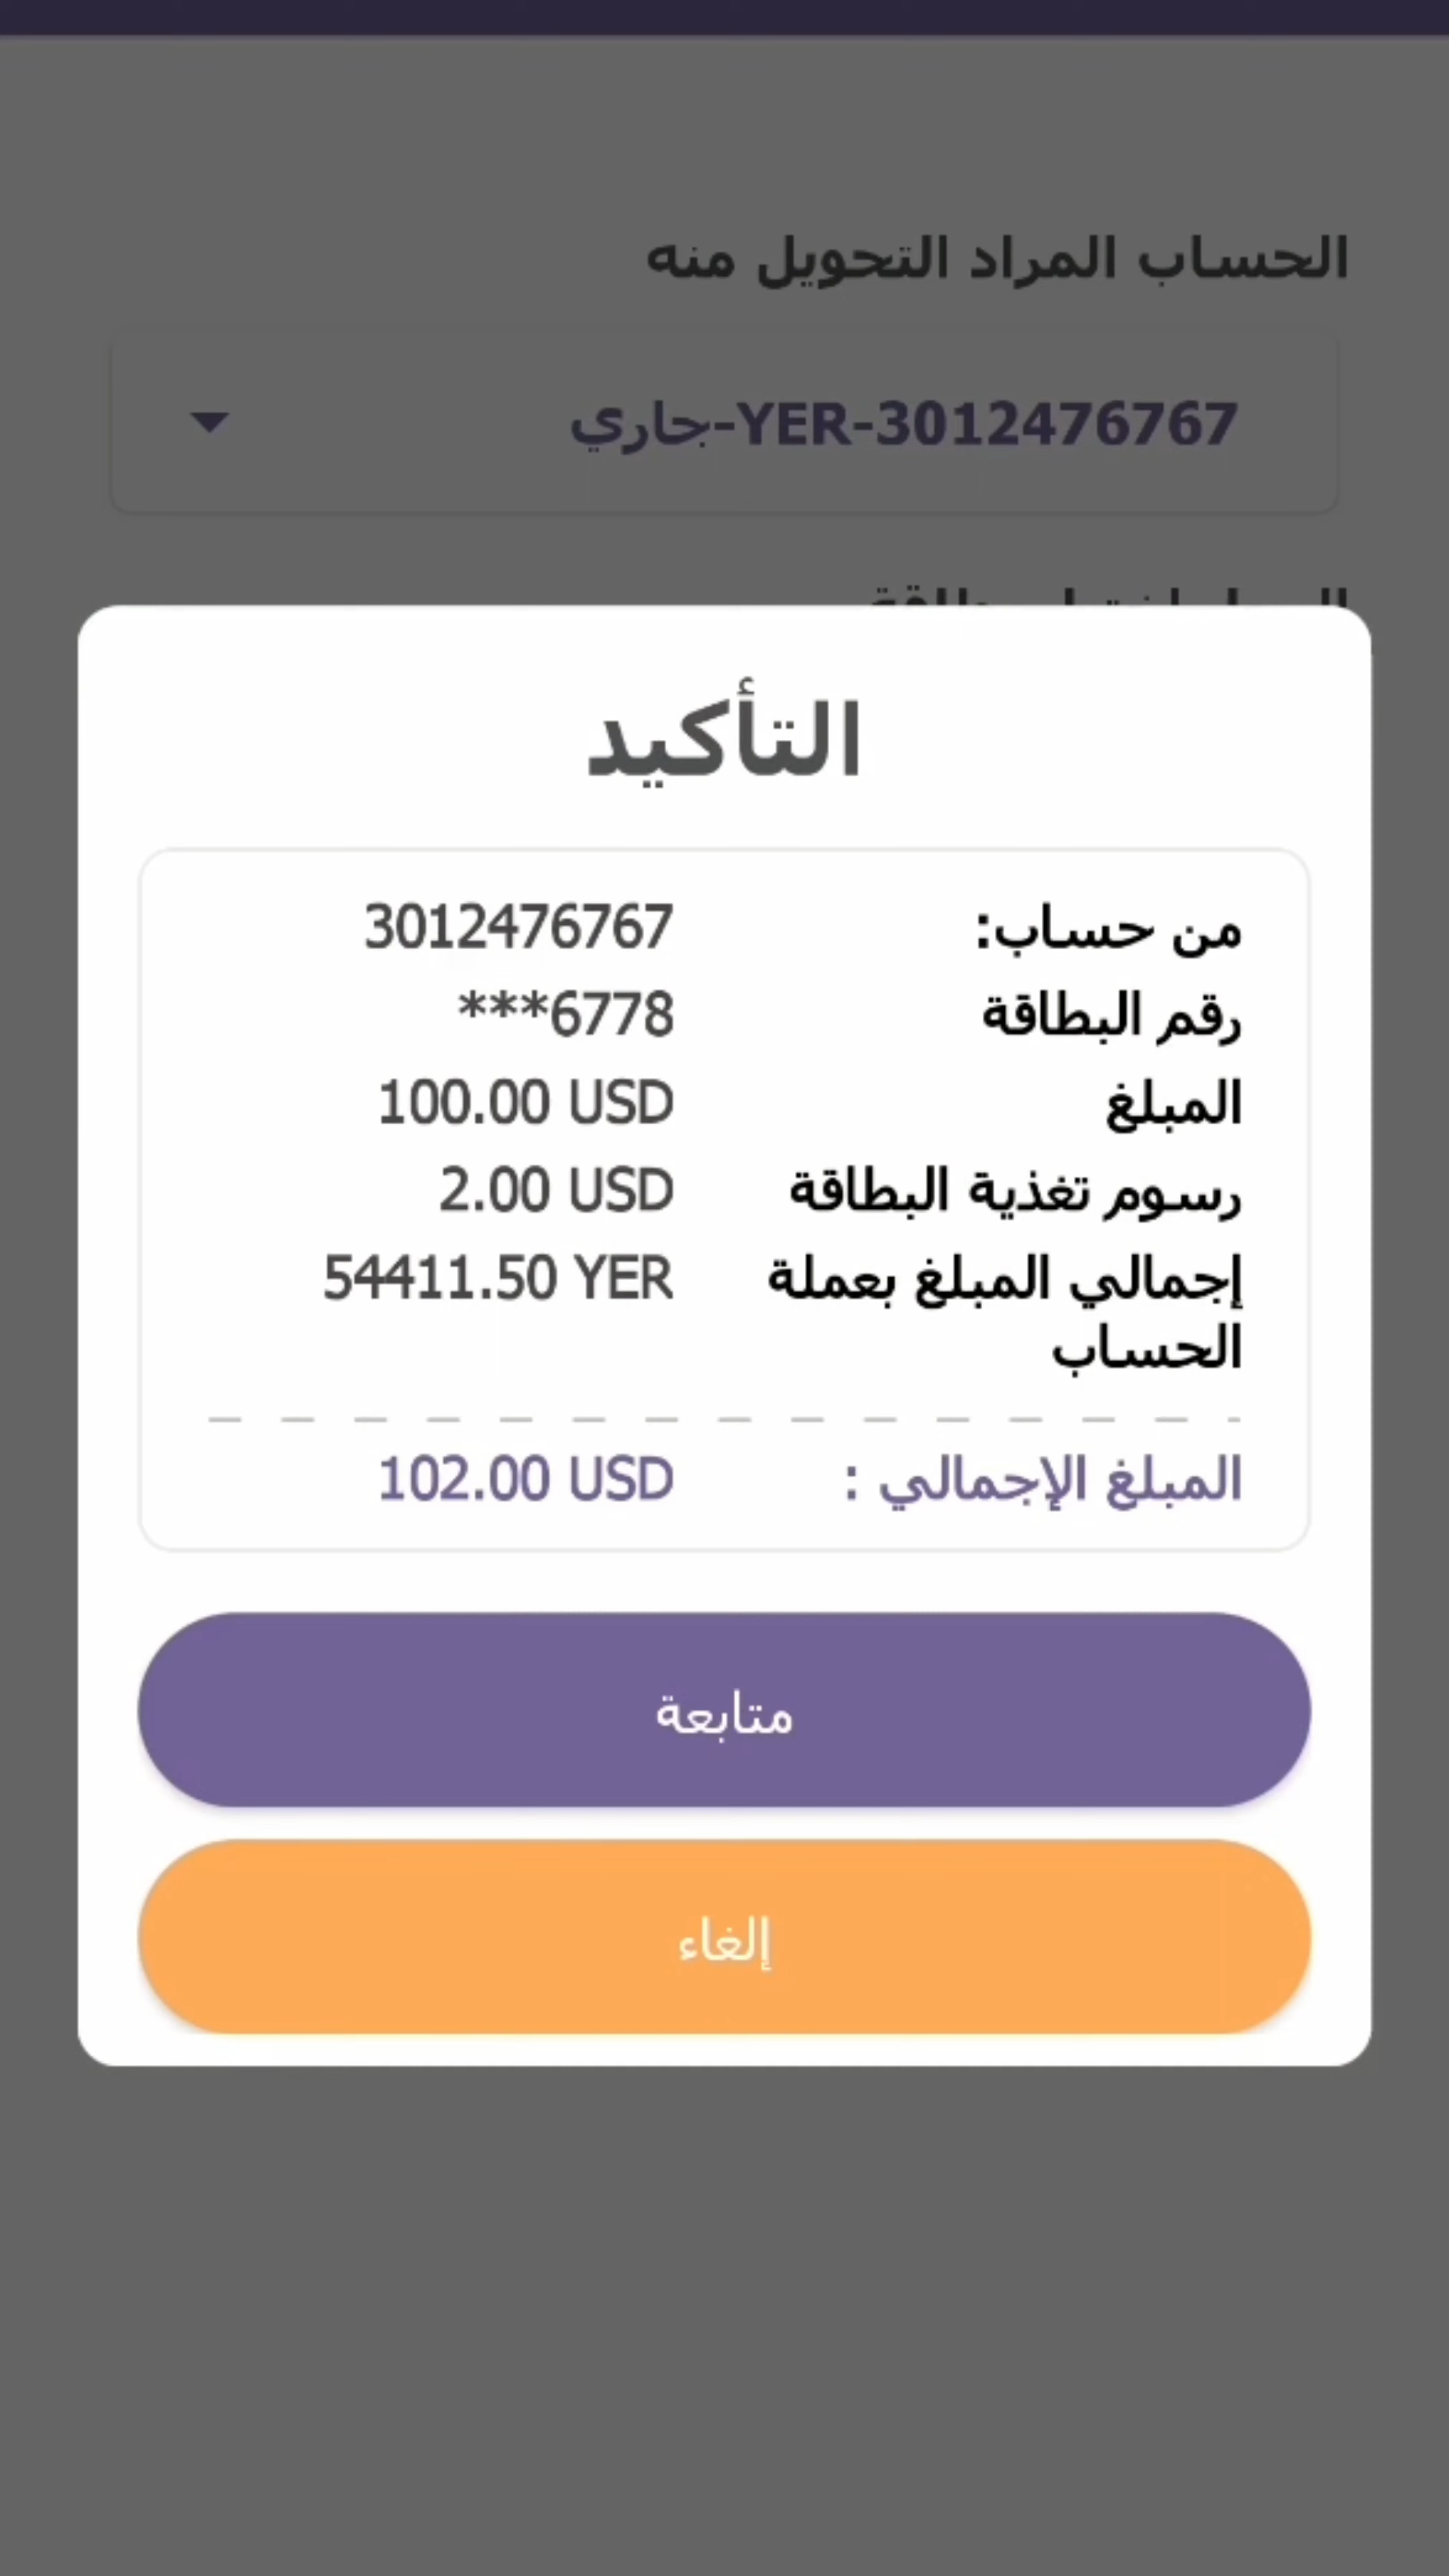 الحساب المراد التحويل منه
3012476767-YER-جاري
التأكيد
من حساب: 3012476767
رقم البطاقة ***6778
المبلغ 100.00 USD
رسوم تغذية البطاقة 2.00 USD
إجمالي المبلغ بعملة 54411.50 YER
الحساب
المبلغ الإجمالي : 102.00 USD
متابعة
إلغاء